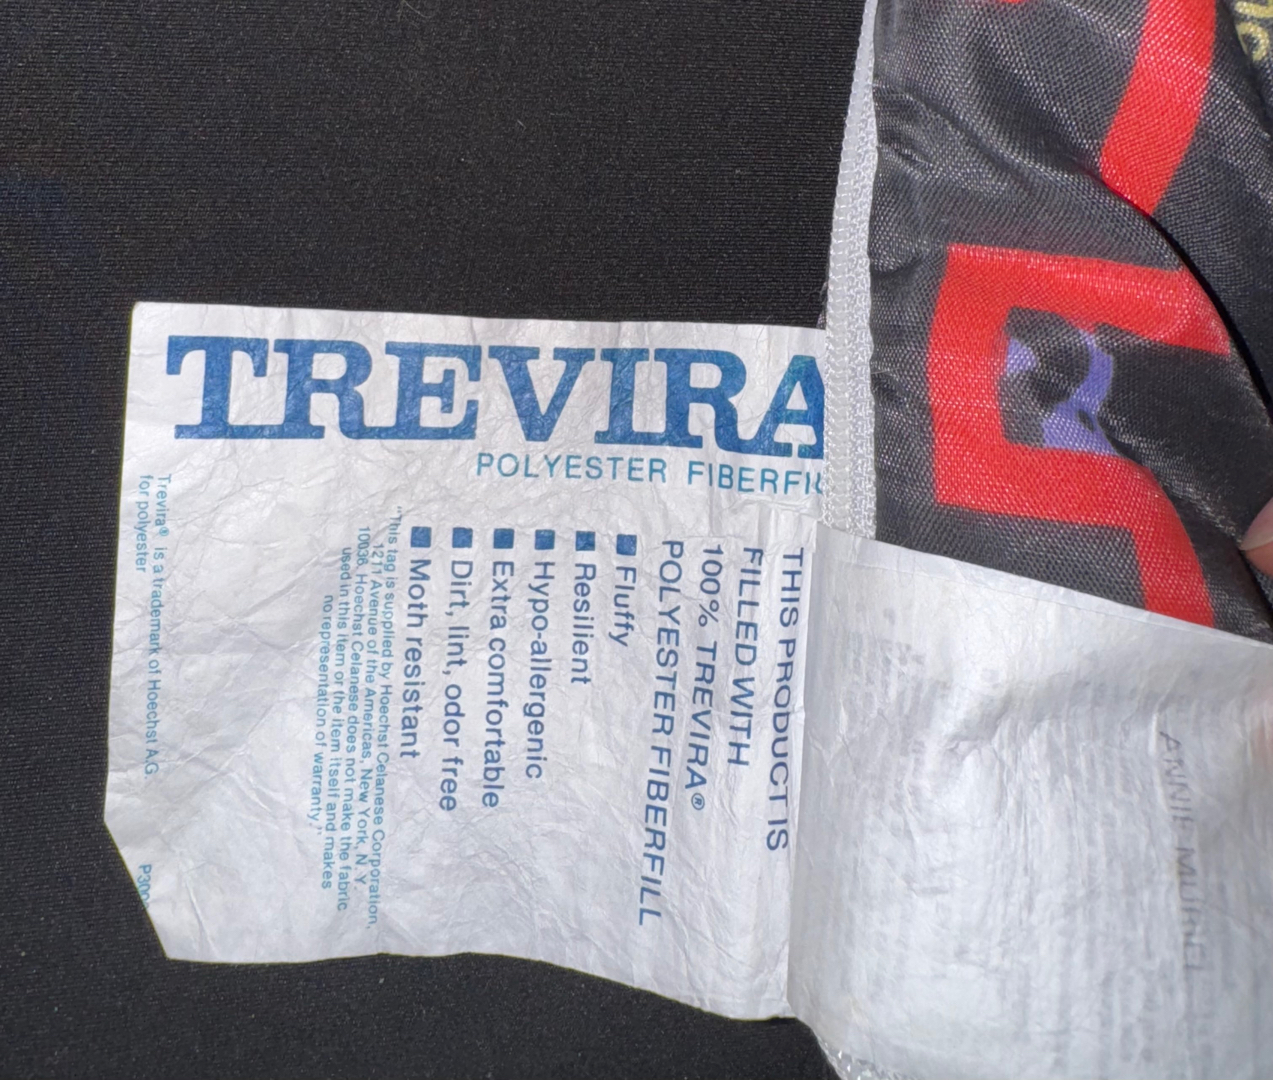 TREVIRA
POLYESTER FIBERFIL
THIS PRODUCT IS
FILLED WITH
100% TREVIRA®
POLYESTER FIBERFILL
■ Fluffy
■ Resilient
■ Hypo-allergenic
■ Extra comfortable
■ Dirt, lint, odor free
■ Moth resistant
"This tag is supplied by Hoechst Celanese Corporation,
1211 Avenue of the Americas, New York, N.Y.
10036. Hoechst Celanese does not make the fabric
used in this item or the item itself and makes
no representation of warranty."
Trevira® is a trademark of Hoechst A.G.
for polyester